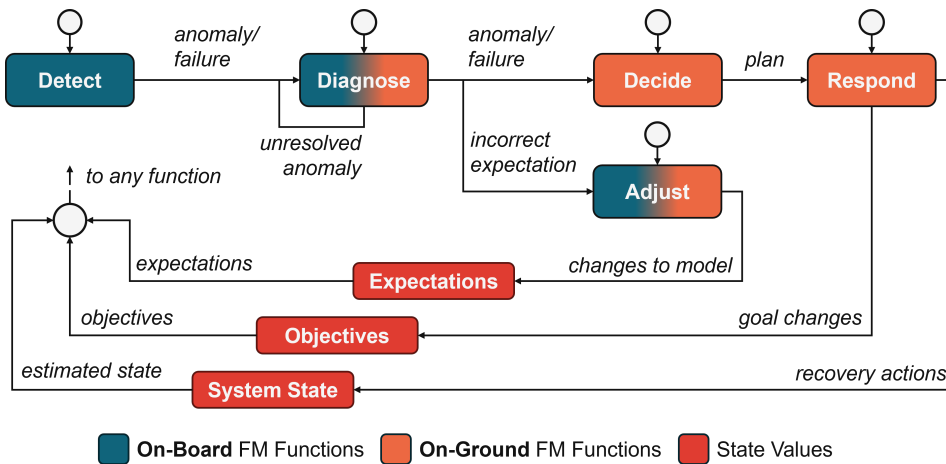 anomaly/
failure
anomaly/
failure
Detect
Diagnose
Decide
plan
Respond
unresolved
anomaly
incorrect
expectation
to any function
Adjust
expectations
Expectations
changes to model
objectives
Objectives
goal changes
estimated state
System State
recovery actions
On-Board FM Functions
On-Ground FM Functions
State Values